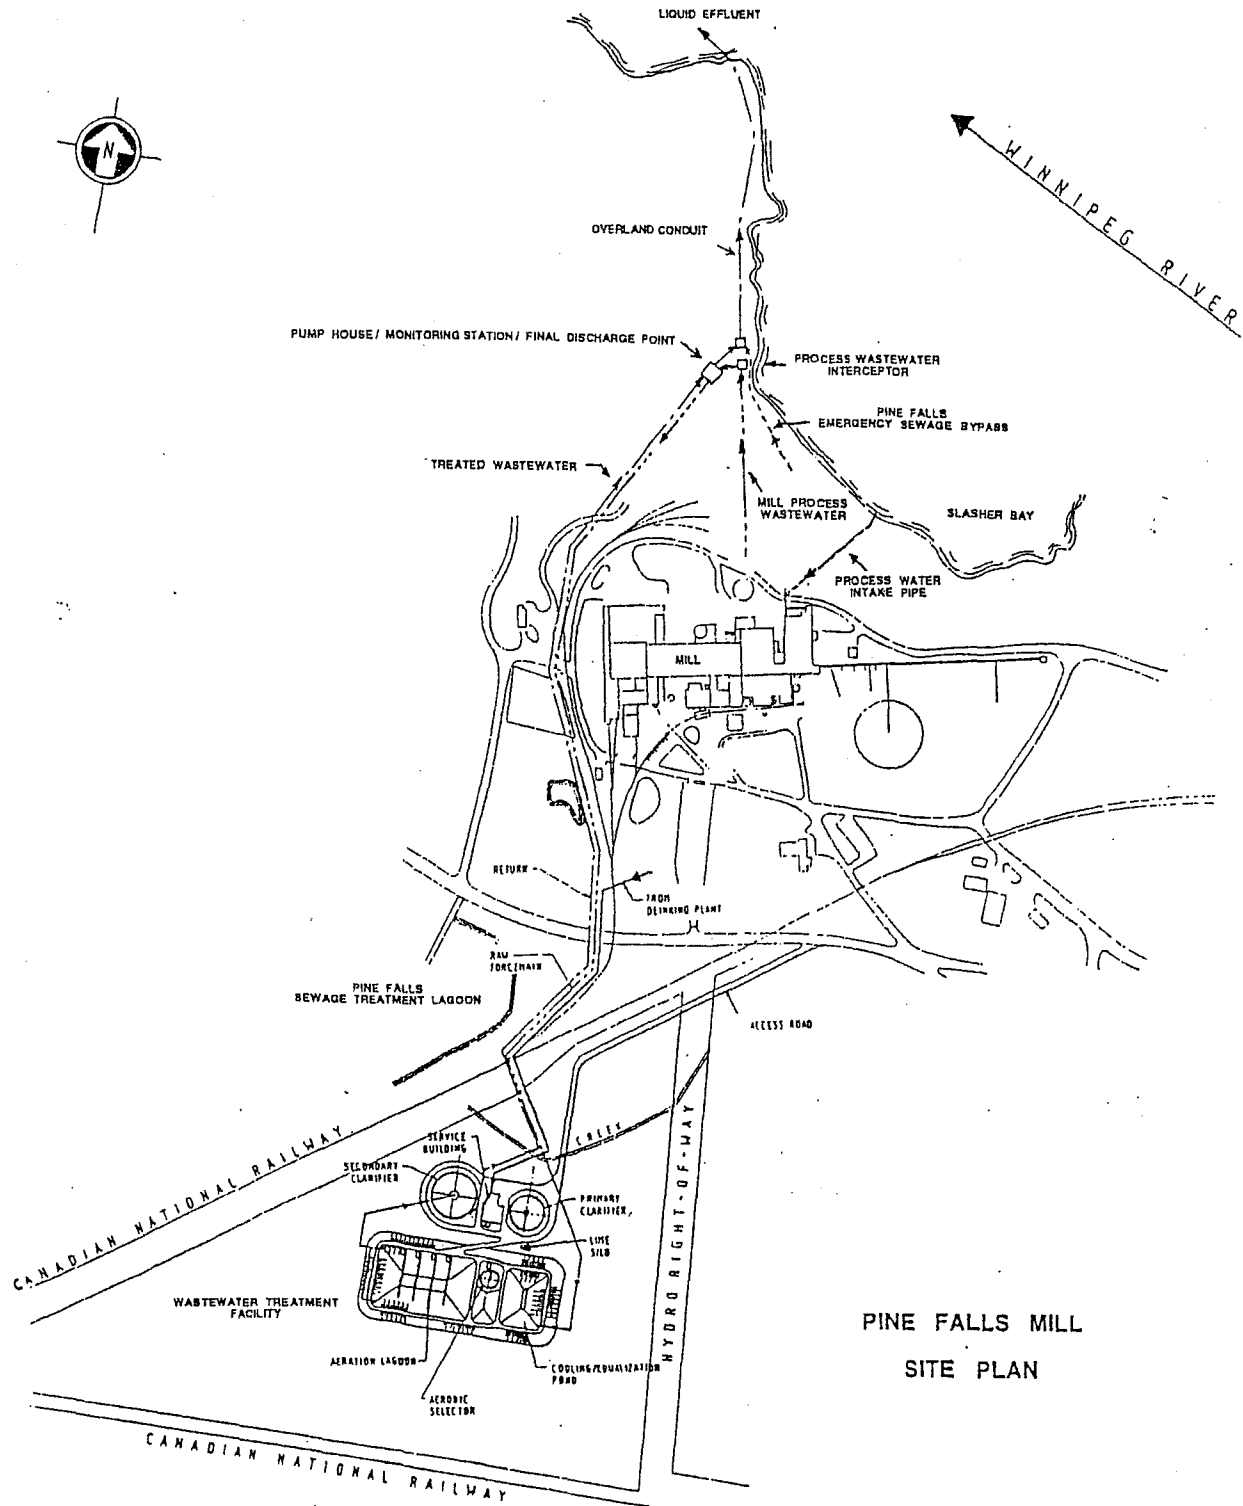 LIQUID EFFLUENT
N
WINNIPEG RIVER
OVERLAND CONDUIT
PUMP HOUSE / MONITORING STATION / FINAL DISCHARGE POINT
PROCESS WASTEWATER
INTERCEPTOR
PINE FALLS
EMERGENCY SEWAGE BYPASS
TREATED WASTEWATER
MILL PROCESS
WASTEWATER
SLASHER BAY
PROCESS WATER
INTAKE PIPE
MILL
RETURN
FROM
DEINKING PLANT
RAW
FORCEMAIN
PINE FALLS
SEWAGE TREATMENT LAGOON
ACCESS ROAD
CREEK
SERVICE
BUILDING
SECONDARY
CLARIFIER
PRIMARY
CLARIFIER
LIME
SILO
CANADIAN NATIONAL RAILWAY
HYDRO RIGHT-OF-WAY
WASTEWATER TREATMENT
FACILITY
AERATION LAGOON
COOLING/EQUALIZATION
POND
AEROBIC
SELECTOR
PINE FALLS MILL
SITE PLAN
CANADIAN NATIONAL RAILWAY